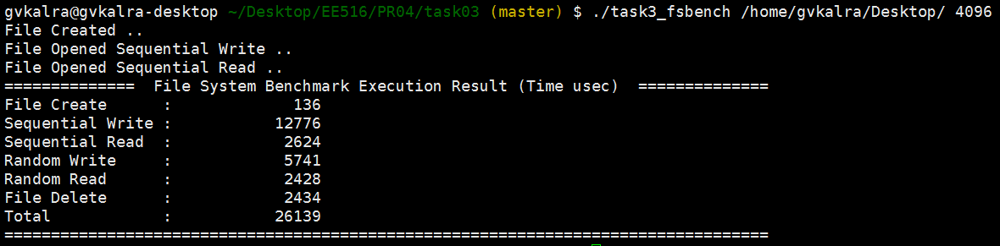 gvkalra@gvkalra-desktop ~/Desktop/EE516/PR04/task03 (master) $ ./task3_fsbench /home/gvkalra/Desktop/ 4096
File Created ..
File Opened Sequential Write ..
File Opened Sequential Read ..
==============  File System Benchmark Execution Result (Time usec)  ==============
File Create      :             136
Sequential Write :           12776
Sequential Read  :            2624
Random Write     :            5741
Random Read      :            2428
File Delete      :            2434
Total            :           26139
==================================================================================